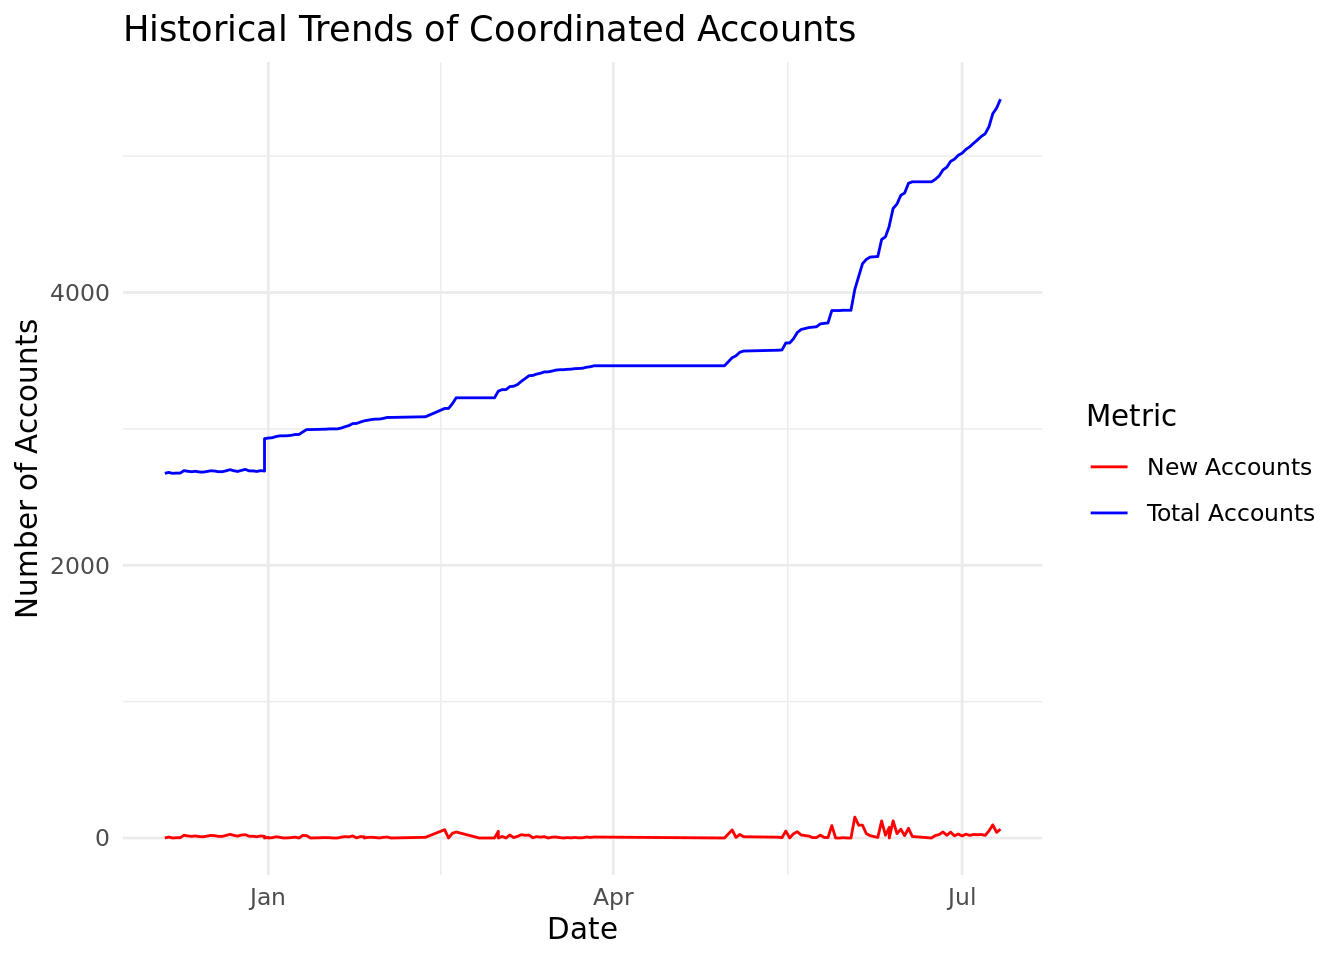 Historical Trends of Coordinated Accounts
Number of Accounts
4000
2000
0
Jan
Apr
Jul
Date
Metric
New Accounts
Total Accounts